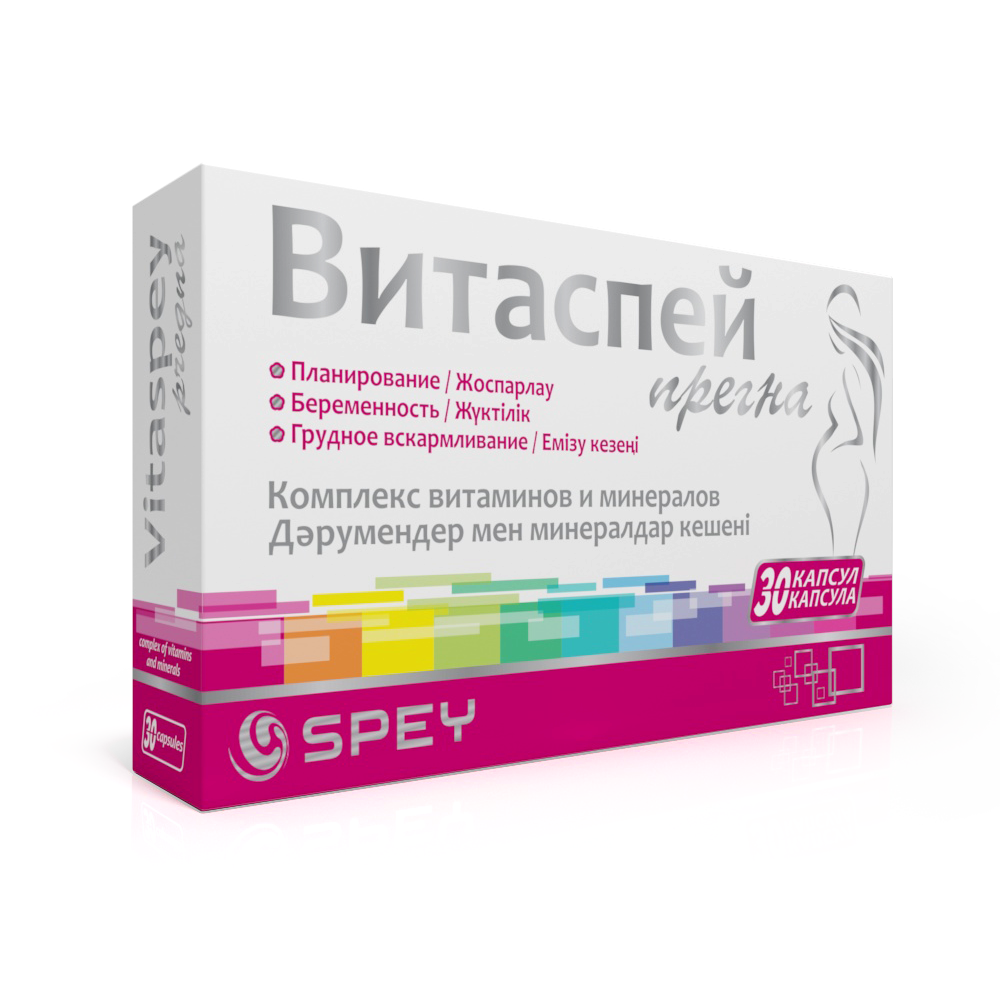 Витаспей
прегна
Планирование / Жоспарлау
Беременность / Жүктілік
Грудное вскармливание / Емізу кезеңі
Комплекс витаминов и минералов
Дәрумендер мен минералдар кешені
30 КАПСУЛ
КАПСУЛА
SPEY
Vitaspey
pregna
complex of vitamins
and minerals
30 capsules